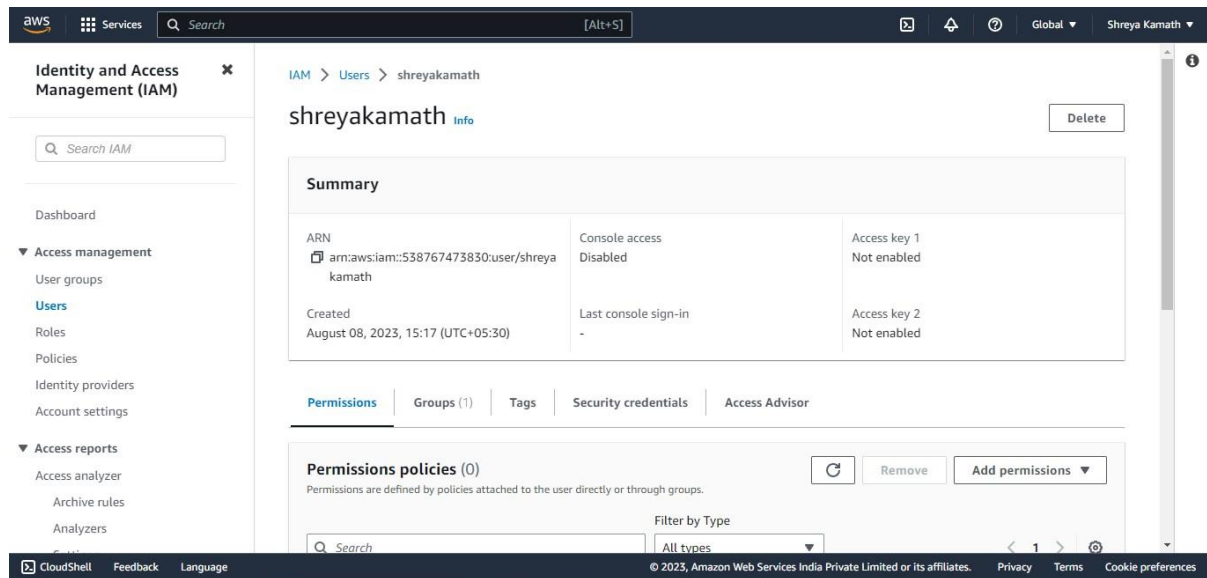 aws Services Search [Alt+S] Global Shreya Kamath
Identity and Access
Management (IAM)
Search IAM
Dashboard
Access management
User groups
Users
Roles
Policies
Identity providers
Account settings
Access reports
Access analyzer
Archive rules
Analyzers
IAM > Users > shreyakamath
shreyakamath Info
Delete
Summary
ARN
arn:aws:iam::538767473830:user/shreya
kamath
Console access
Disabled
Access key 1
Not enabled
Created
August 08, 2023, 15:17 (UTC+05:30)
Last console sign-in
-
Access key 2
Not enabled
Permissions Groups (1) Tags Security credentials Access Advisor
Permissions policies (0)
Permissions are defined by policies attached to the user directly or through groups.
Remove
Add permissions
Filter by Type
Search
All types
< 1 >
CloudShell Feedback Language © 2023, Amazon Web Services India Private Limited or its affiliates. Privacy Terms Cookie preferences